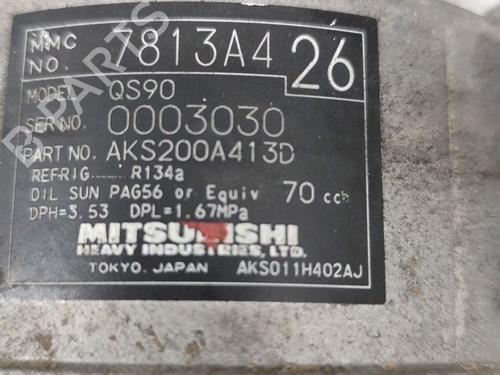 MMC NO. 7813A4 26
MODEL QS90
SER NO. 0003030
PART NO. AKS200A413D
REFRIG R134a
OIL SUN PAG56 or Equiv 70 cc
DPH=3.53 DPL=1.67MPa
MITSUBISHI
HEAVY INDUSTRIES, LTD.
TOKYO. JAPAN AKS011H402AJ
B PARTS